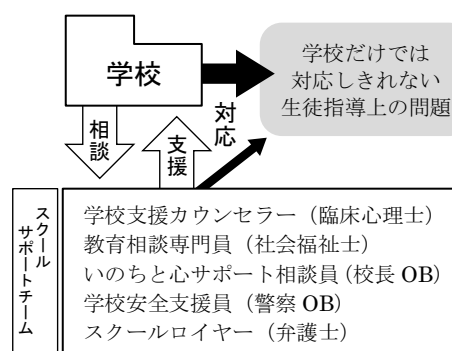 学校
対応
学校だけでは
対応しきれない
生徒指導上の問題
相談
支援
スクール
サポートチーム
学校支援カウンセラー（臨床心理士）
教育相談専門員（社会福祉士）
いのちと心サポート相談員（校長 OB）
学校安全支援員（警察 OB）
スクールロイヤー（弁護士）